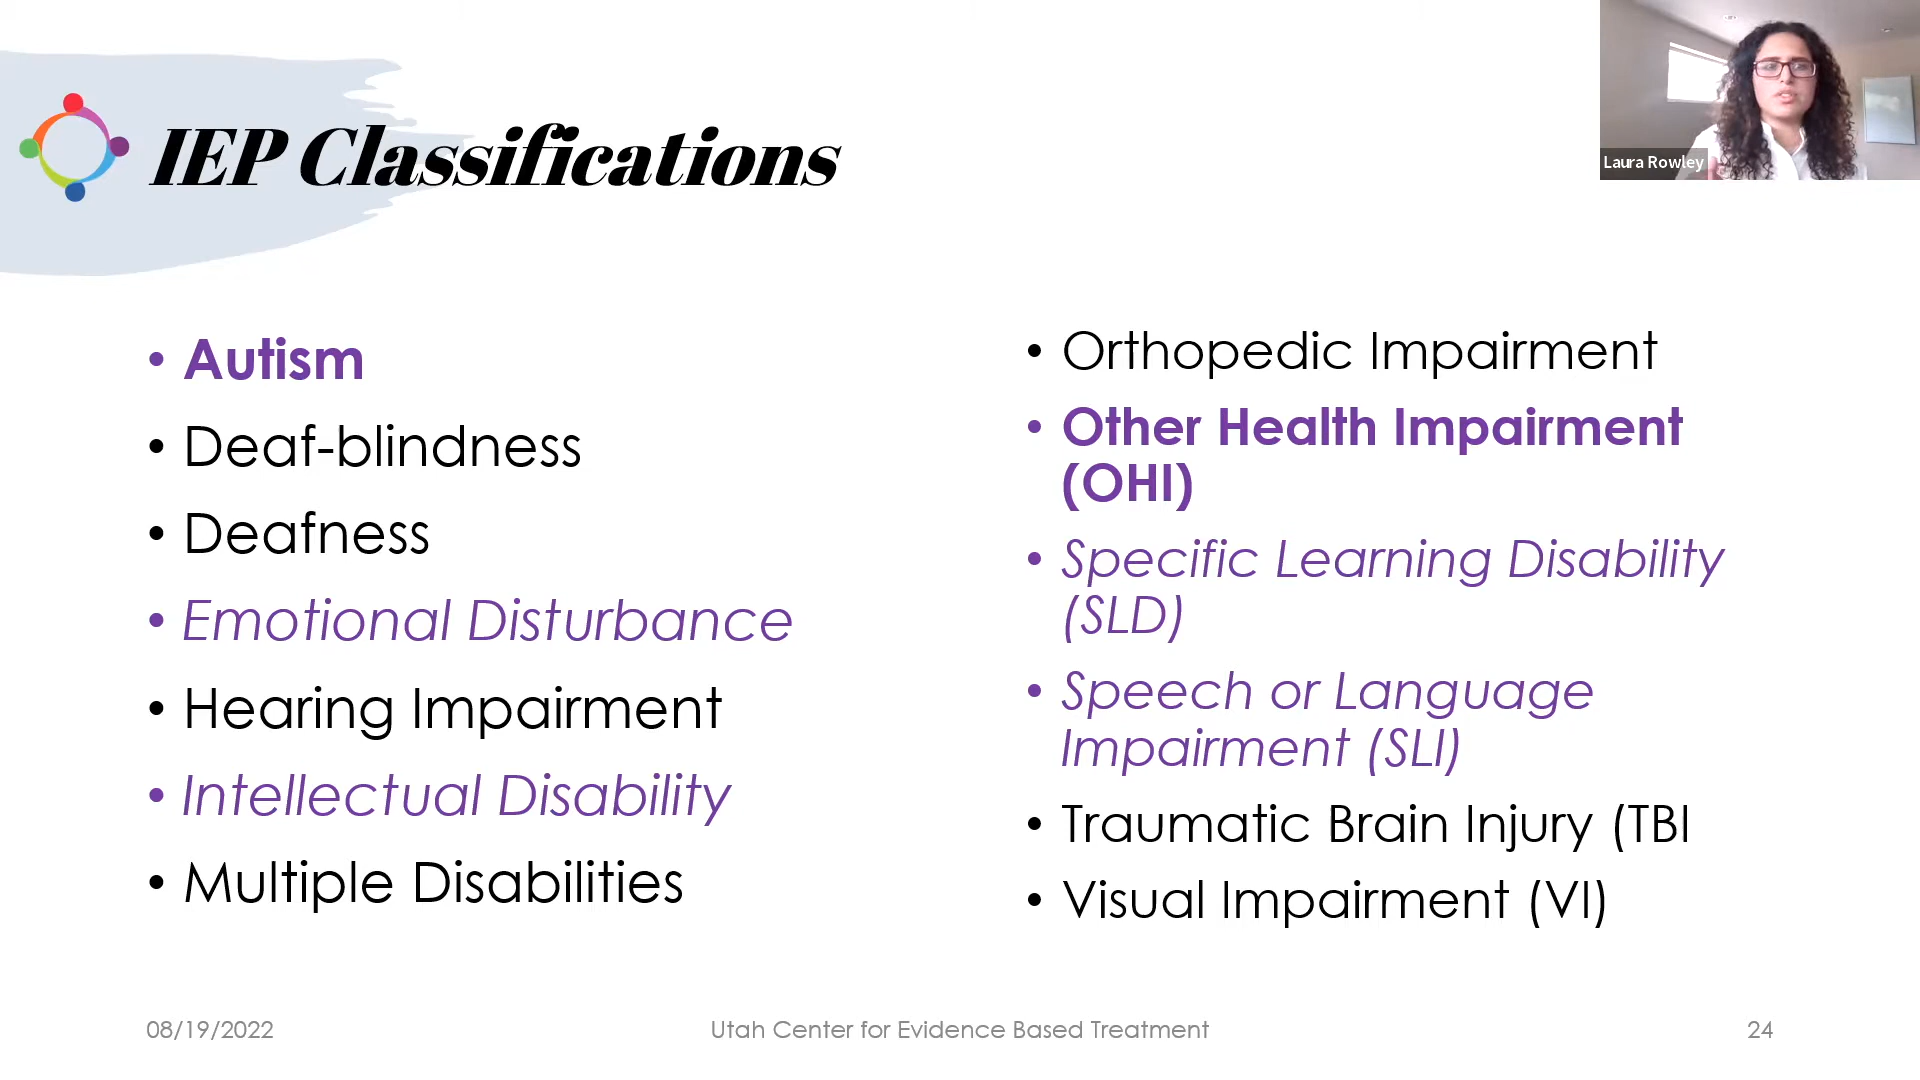 IEP Classifications
Laura Rowley
• Autism
• Deaf-blindness
• Deafness
• Emotional Disturbance
• Hearing Impairment
• Intellectual Disability
• Multiple Disabilities
• Orthopedic Impairment
• Other Health Impairment
(OHI)
• Specific Learning Disability
(SLD)
• Speech or Language
Impairment (SLI)
• Traumatic Brain Injury (TBI
• Visual Impairment (VI)
08/19/2022
Utah Center for Evidence Based Treatment
24